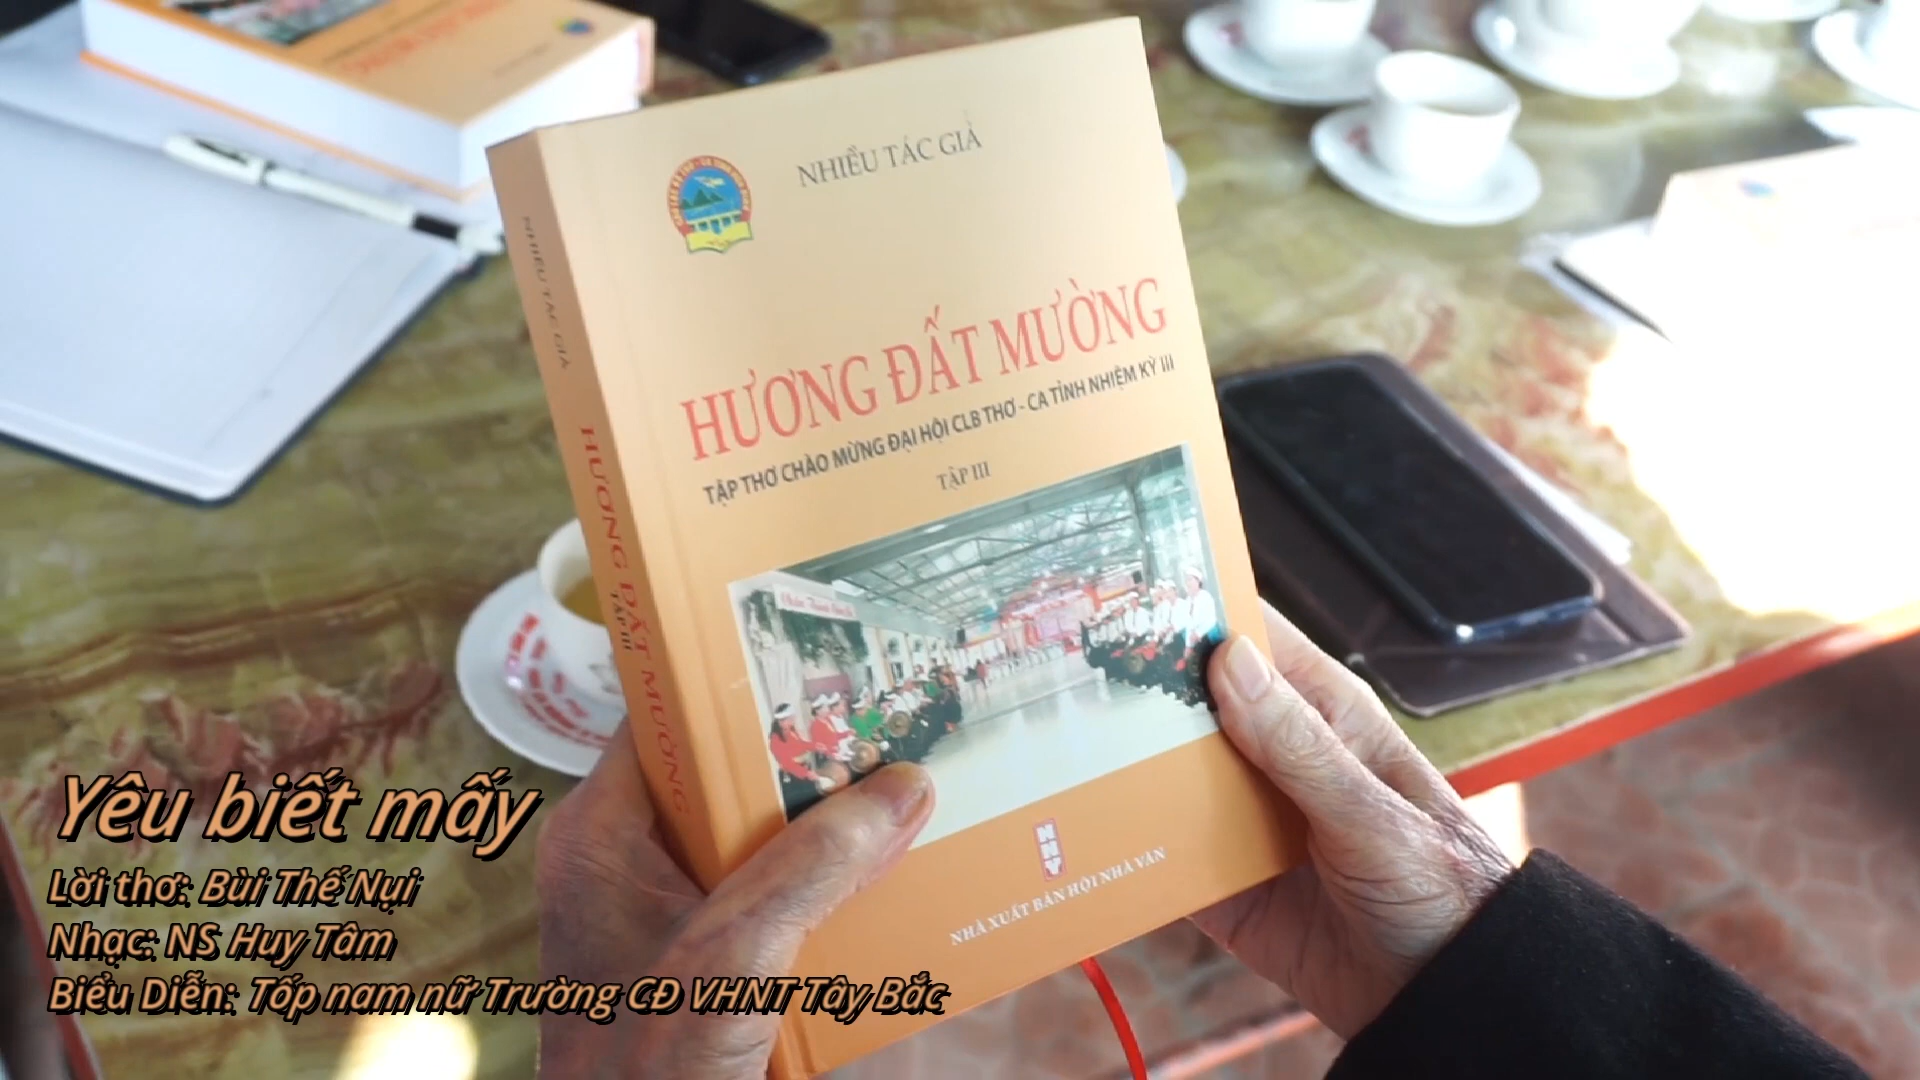 NHIỀU TÁC GIẢ
HƯƠNG ĐẤT MƯỜNG
TẬP THƠ CHÀO MỪNG ĐẠI HỘI CLB THƠ - CA TỈNH NHIỆM KỲ III
TẬP III
NHÀ XUẤT BẢN HỘI NHÀ VĂN
NHIỀU TÁC GIẢ
HƯƠNG ĐẤT MƯỜNG
TẬP III
Yêu biết mấy
Lời thơ: Bùi Thế Nụi
Nhạc: NS Huy Tâm
Biểu Diễn: Tốp nam nữ Trường CĐ VHNT Tây Bắc